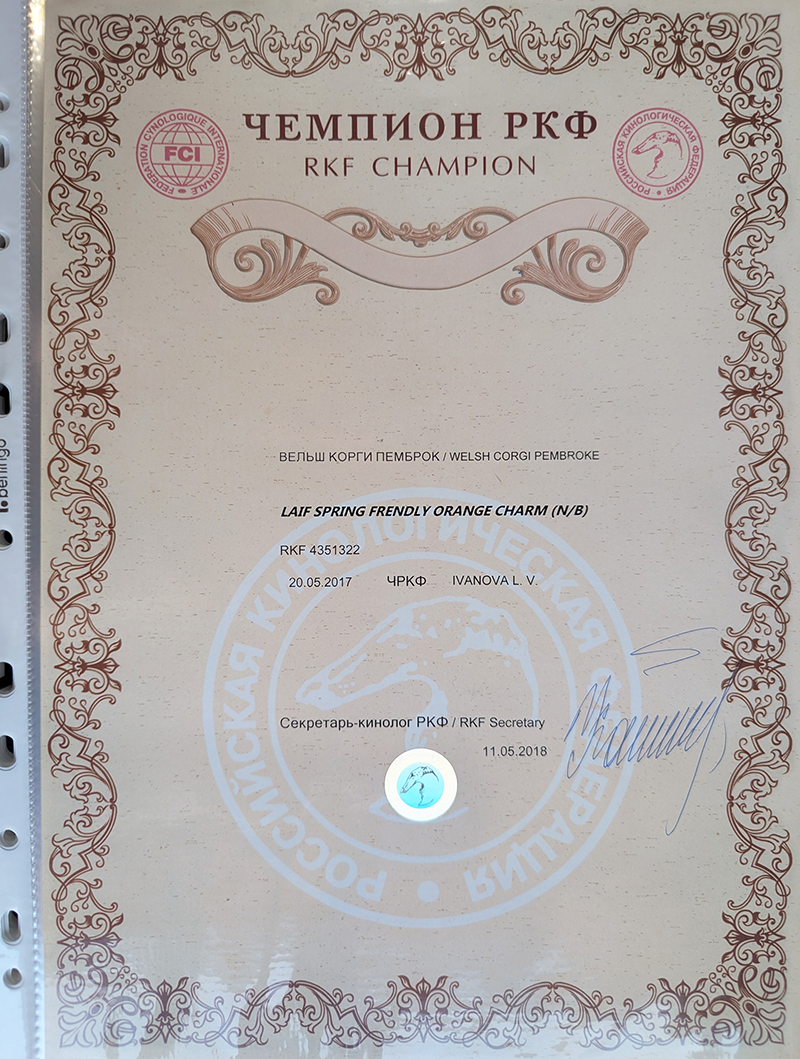 ЧЕМПИОН РКФ
RKF CHAMPION
FEDERATION CYNOLOGIQUE INTERNATIONALE
FCI
РОССИЙСКАЯ КИНОЛОГИЧЕСКАЯ ФЕДЕРАЦИЯ
ВЕЛЬШ КОРГИ ПЕМБРОК / WELSH CORGI PEMBROKE
LAIF SPRING FRENDLY ORANGE CHARM (N/B)
RKF 4351322
20.05.2017 ЧРКФ IVANOVA L. V.
РОССИЙСКАЯ КИНОЛОГИЧЕСКАЯ ФЕДЕРАЦИЯ
Секретарь-кинолог РКФ / RKF Secretary
11.05.2018
berlingo